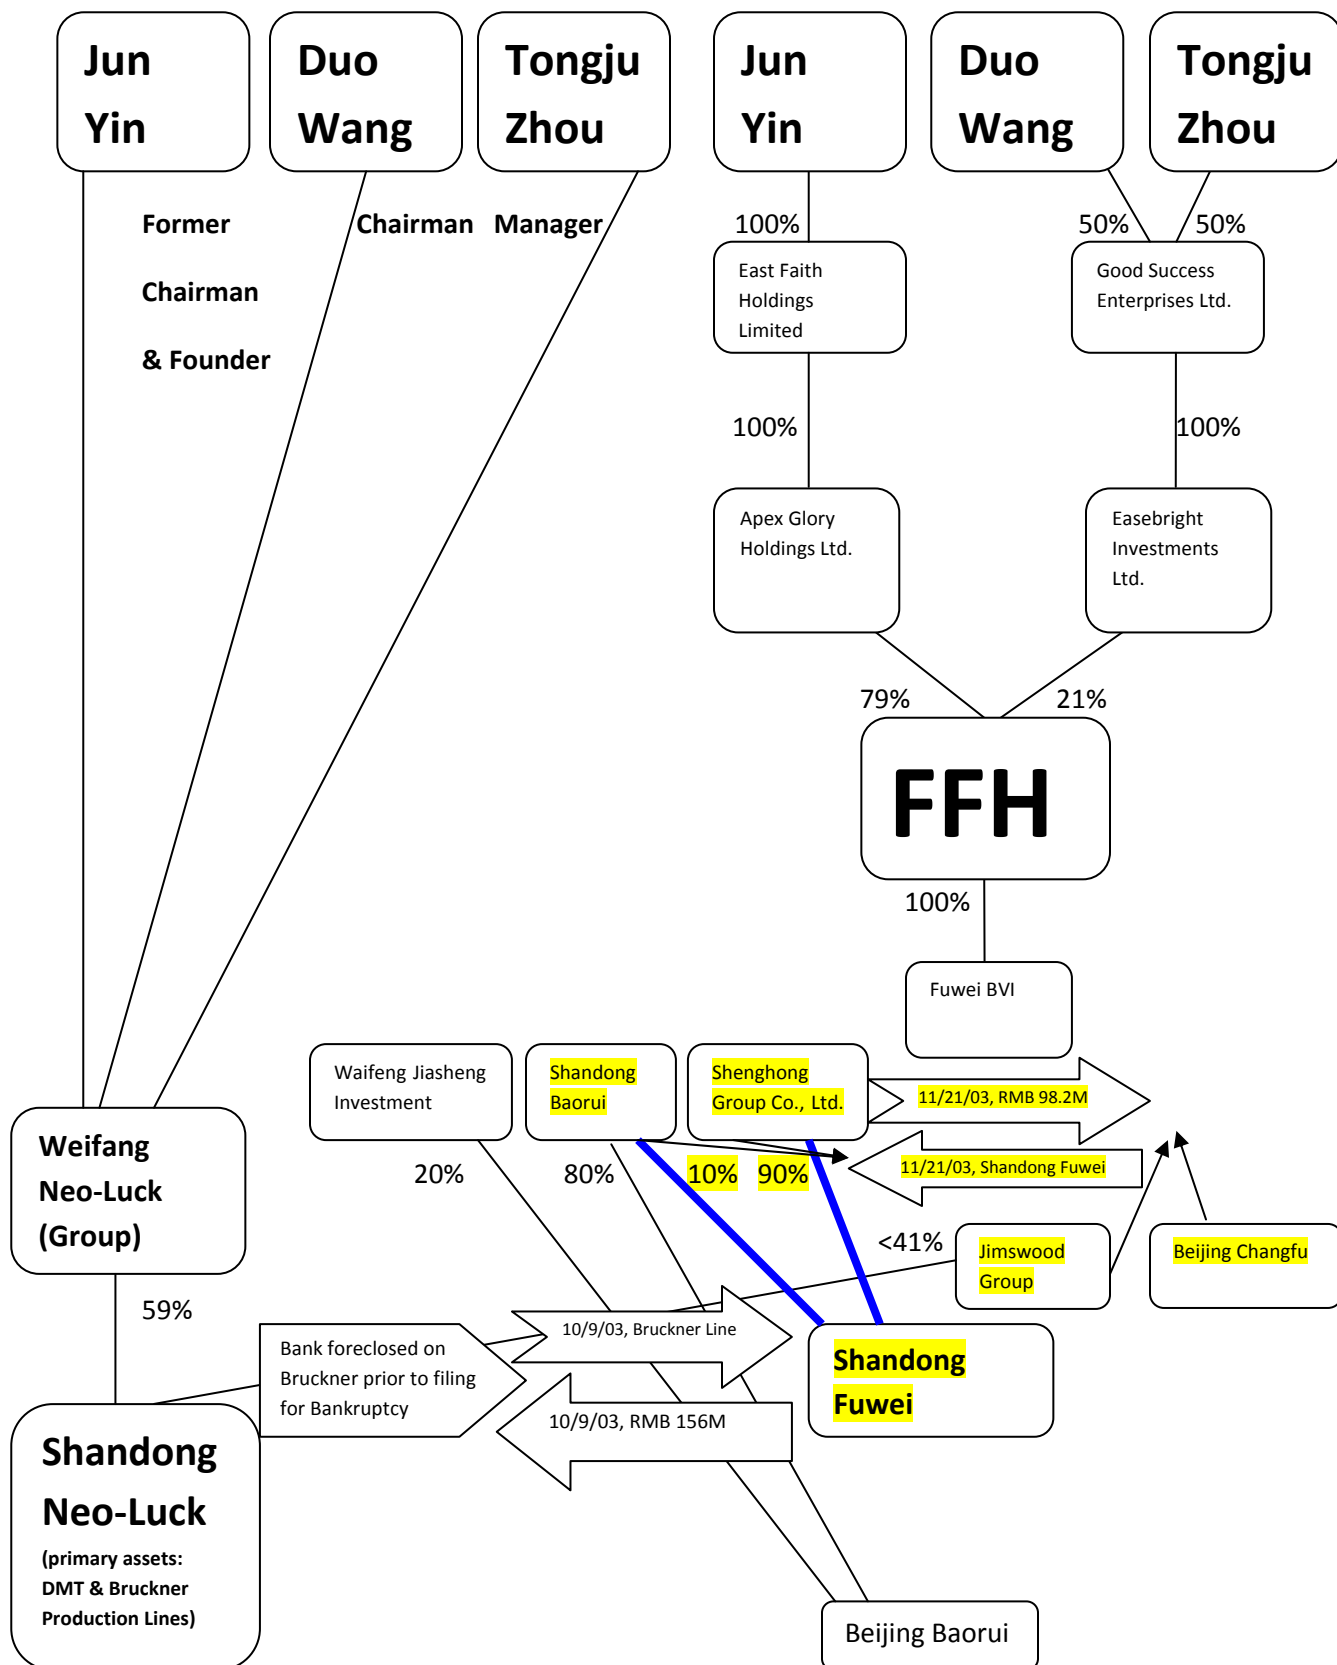 Jun
Yin
Duo
Wang
Tongju
Zhou
Jun
Yin
Duo
Wang
Tongju
Zhou
Former
Chairman
& Founder
Chairman
Manager
100%
50%
50%
East Faith
Holdings
Limited
Good Success
Enterprises Ltd.
100%
100%
Apex Glory
Holdings Ltd.
Easebright
Investments
Ltd.
79%
21%
FFH
100%
Fuwei BVI
Waifeng Jiasheng
Investment
Shandong
Baorui
Shenghong
Group Co., Ltd.
11/21/03, RMB 98.2M
11/21/03, Shandong Fuwei
Weifang
Neo-Luck
(Group)
20%
80%
10%
90%
<41%
Jimswood
Group
Beijing Changfu
59%
Bank foreclosed on
Bruckner prior to filing
for Bankruptcy
10/9/03, Bruckner Line
10/9/03, RMB 156M
Shandong
Fuwei
Shandong
Neo-Luck
(primary assets:
DMT & Bruckner
Production Lines)
Beijing Baorui